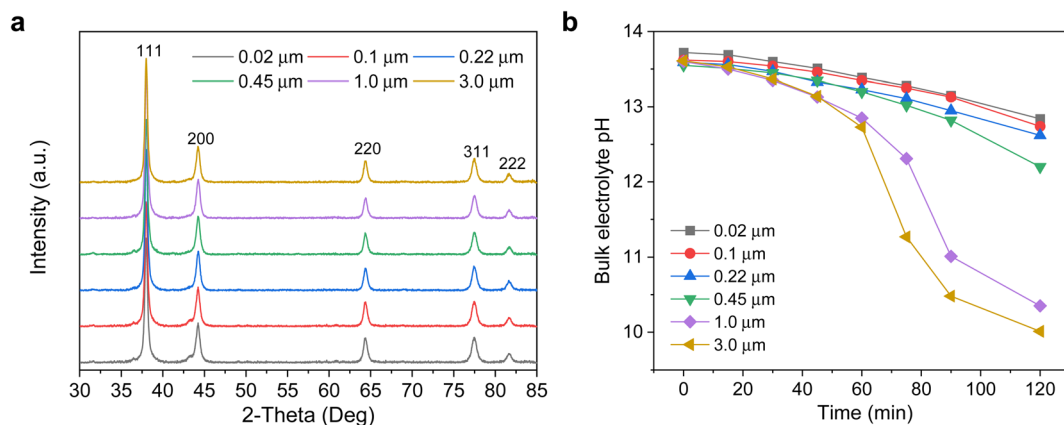 a
111
0.02 μm 0.1 μm 0.22 μm
0.45 μm 1.0 μm 3.0 μm
200
220
311
222
Intensity (a.u.)
30 35 40 45 50 55 60 65 70 75 80 85
2-Theta (Deg)
b
14
13
12
11
10
Bulk electrolyte pH
0.02 μm
0.1 μm
0.22 μm
0.45 μm
1.0 μm
3.0 μm
0 20 40 60 80 100 120
Time (min)